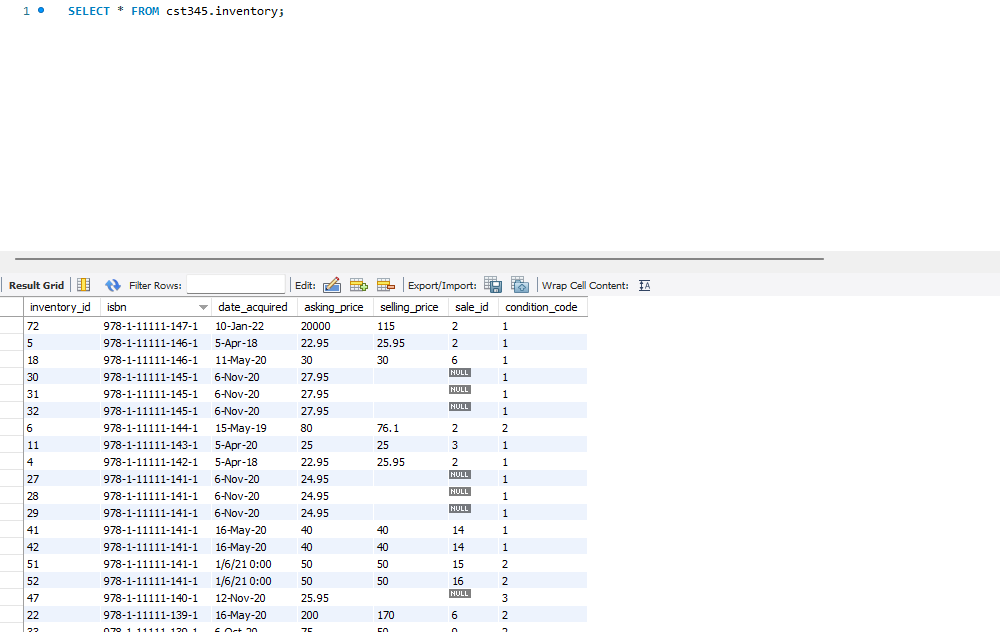 1 SELECT * FROM cst345.inventory;
Result Grid Filter Rows: Edit: Export/Import: Wrap Cell Content: IA
inventory_id isbn date_acquired asking_price selling_price sale_id condition_code
72 978-1-11111-147-1 10-Jan-22 20000 115 2 1
5 978-1-11111-146-1 5-Apr-18 22.95 25.95 2 1
18 978-1-11111-146-1 11-May-20 30 30 6 1
30 978-1-11111-145-1 6-Nov-20 27.95 NULL 1
31 978-1-11111-145-1 6-Nov-20 27.95 NULL 1
32 978-1-11111-145-1 6-Nov-20 27.95 NULL 1
6 978-1-11111-144-1 15-May-19 80 76.1 2 2
11 978-1-11111-143-1 5-Apr-20 25 25 3 1
4 978-1-11111-142-1 5-Apr-18 22.95 25.95 2 1
27 978-1-11111-141-1 6-Nov-20 24.95 NULL 1
28 978-1-11111-141-1 6-Nov-20 24.95 NULL 1
29 978-1-11111-141-1 6-Nov-20 24.95 NULL 1
41 978-1-11111-141-1 16-May-20 40 40 14 1
42 978-1-11111-141-1 16-May-20 40 40 14 1
51 978-1-11111-141-1 1/6/21 0:00 50 50 15 2
52 978-1-11111-141-1 1/6/21 0:00 50 50 16 2
47 978-1-11111-140-1 12-Nov-20 25.95 NULL 3
22 978-1-11111-139-1 16-May-20 200 170 6 2